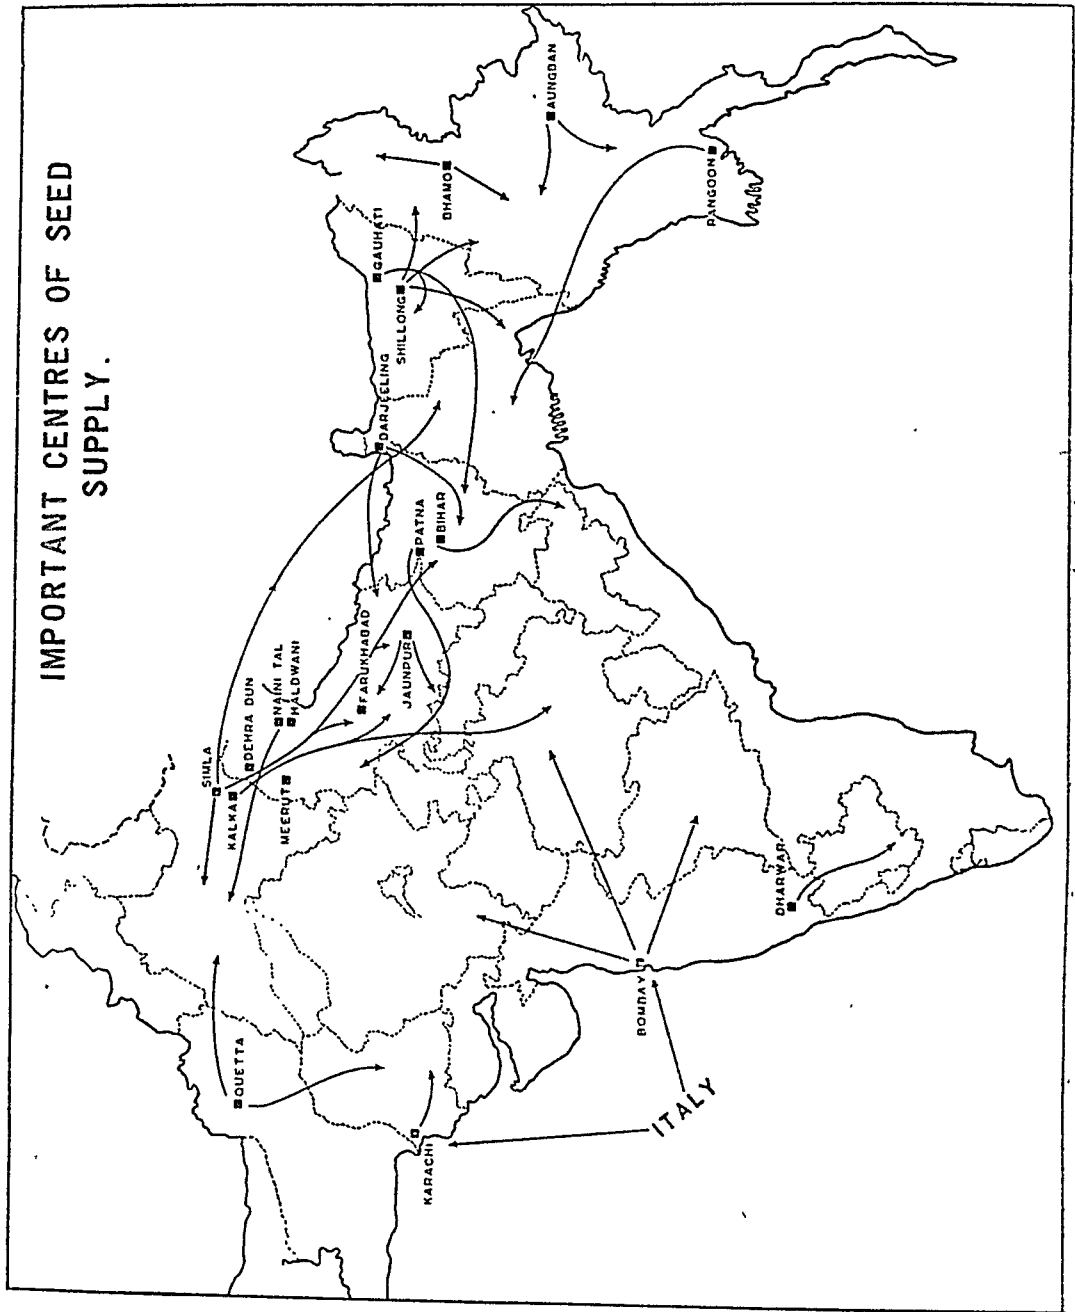 IMPORTANT CENTRES OF SEED
SUPPLY.
SIMLA
KALKA
DEHRA DUN
NAINI TAL
HALDWANI
MEERUT
FARUKHABAD
JAUNPUR
PATNA
BIHAR
DARJEELING
GAUHATI
SHILLONG
BHAMO
AUNGBAN
RANGOON
QUETTA
KARACHI
BOMBAY
DHARWAR
ITALY